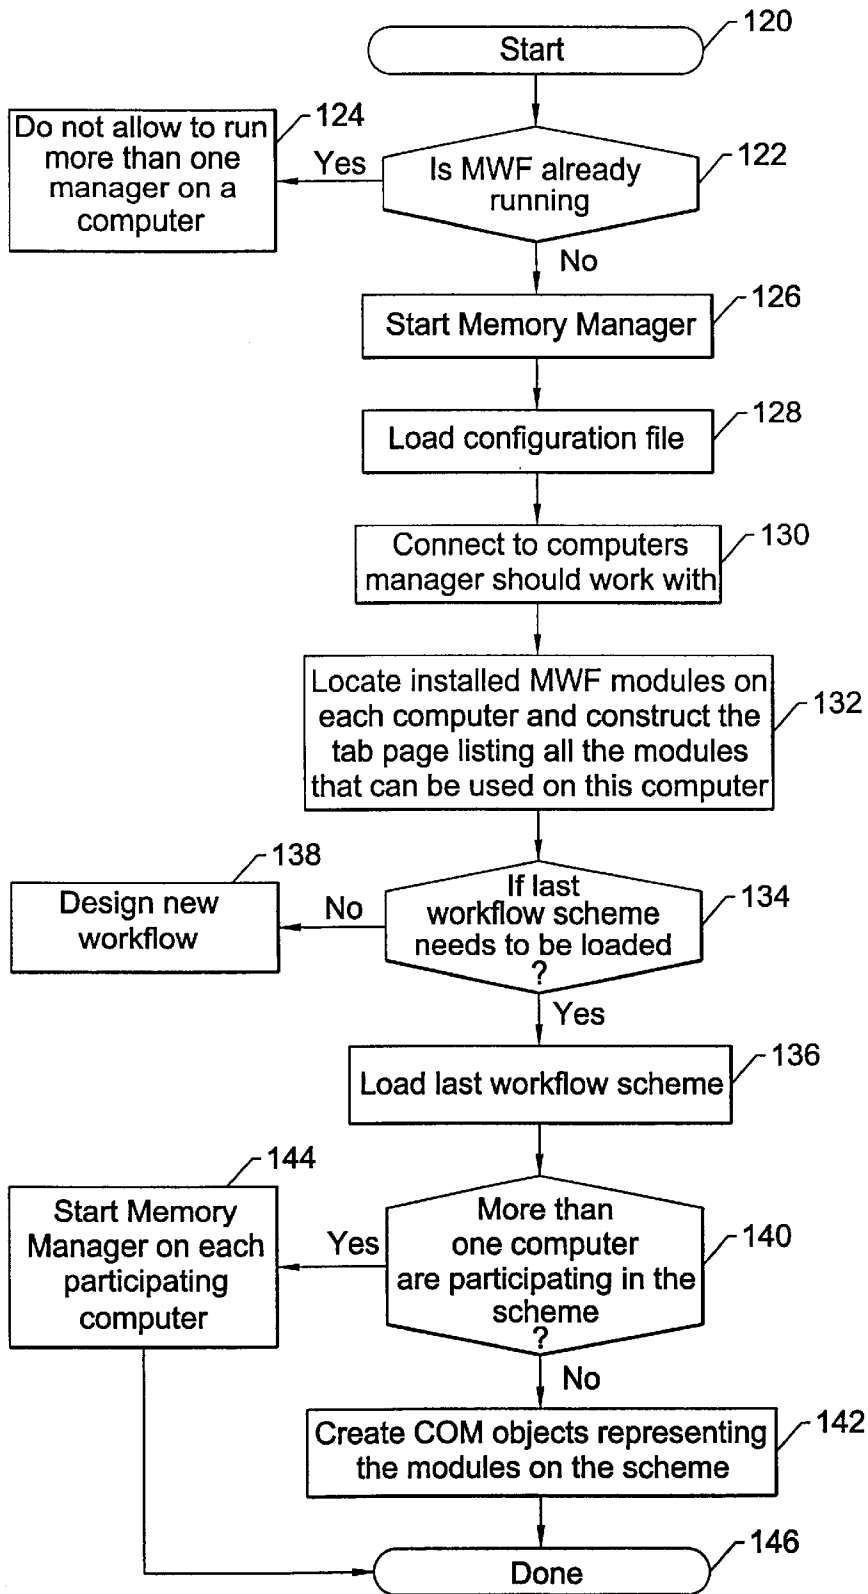 120
Start
124
Do not allow to run
more than one
manager on a
computer
Yes
122
Is MWF already
running
No
126
Start Memory Manager
128
Load configuration file
130
Connect to computers
manager should work with
132
Locate installed MWF modules on
each computer and construct the
tab page listing all the modules
that can be used on this computer
138
Design new
workflow
No
134
If last
workflow scheme
needs to be loaded
?
Yes
136
Load last workflow scheme
144
Start Memory
Manager on each
participating
computer
Yes
140
More than
one computer
are participating in the
scheme
?
No
142
Create COM objects representing
the modules on the scheme
146
Done